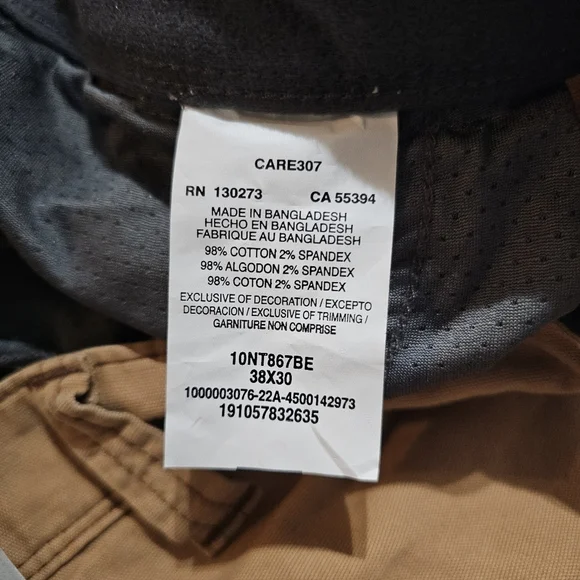 CARE307
RN 130273 CA 55394
MADE IN BANGLADESH
HECHO EN BANGLADESH
FABRIQUE AU BANGLADESH
98% COTTON 2% SPANDEX
98% ALGODON 2% SPANDEX
98% COTON 2% SPANDEX
EXCLUSIVE OF DECORATION / EXCEPTO
DECORACION / EXCLUSIVE OF TRIMMING /
GARNITURE NON COMPRISE
10NT867BE
38X30
1000003076-22A-4500142973
191057832635